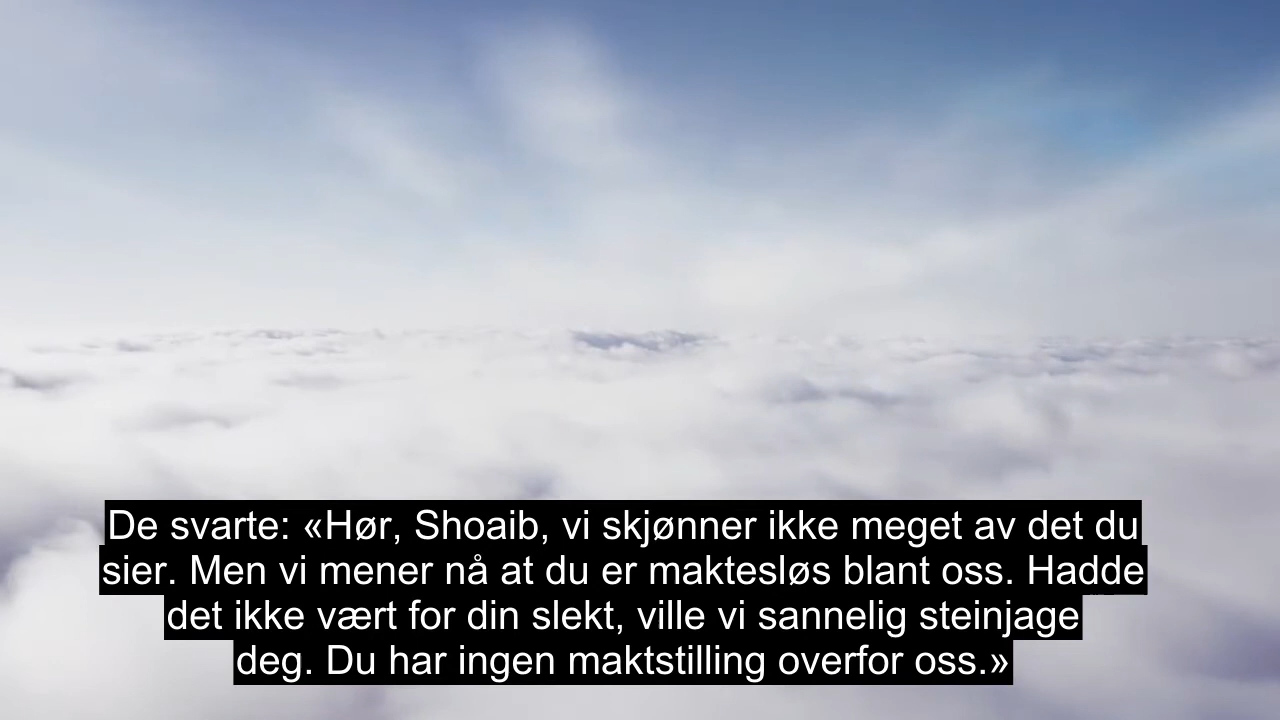 De svarte: «Hør, Shoaib, vi skjønner ikke meget av det du
sier. Men vi mener nå at du er maktesløs blant oss. Hadde
det ikke vært for din slekt, ville vi sannelig steinjage
deg. Du har ingen maktstilling overfor oss.»